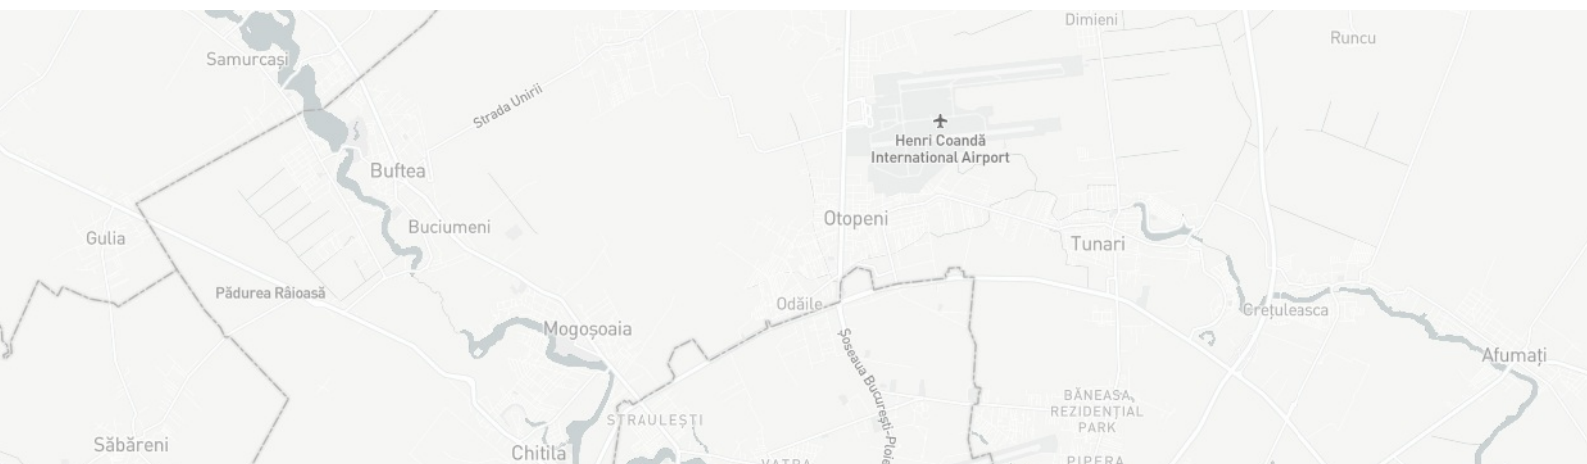 Dimieni
Runcu
Samurcași
Strada Unirii
Henri Coandă
International Airport
Buftea
Otopeni
Buciumeni
Gulia
Tunari
Pădurea Râioasă
Odăile
Crețuleasca
Mogoșoaia
Afumați
Șoseaua București-Ploie
BĂNEASA
REZIDENȚIAL
PARK
STRAULEȘTI
Săbăreni
Chitila
VATRA
PIPERA